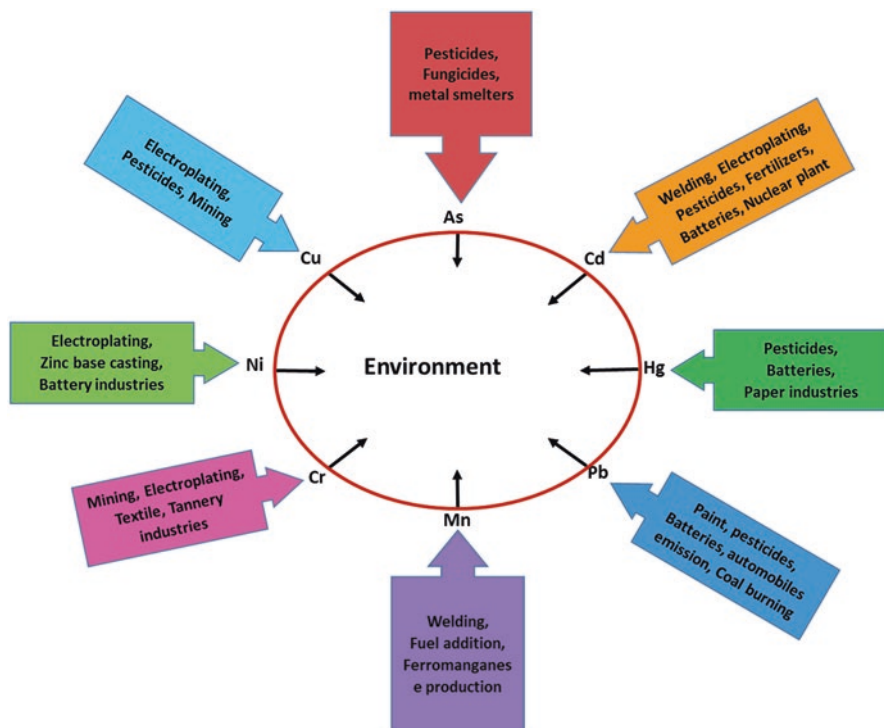 Pesticides,
Fungicides,
metal smelters
As
Welding, Electroplating,
Pesticides, Fertilizers,
Batteries, Nuclear plant
Cd
Pesticides,
Batteries,
Paper industries
Hg
Paint, pesticides,
Batteries, automobiles
emission, Coal burning
Pb
Welding,
Fuel addition,
Ferromanganes
e production
Mn
Mining, Electroplating,
Textile, Tannery
industries
Cr
Electroplating,
Zinc base casting,
Battery industries
Ni
Electroplating,
Pesticides, Mining
Cu
Environment